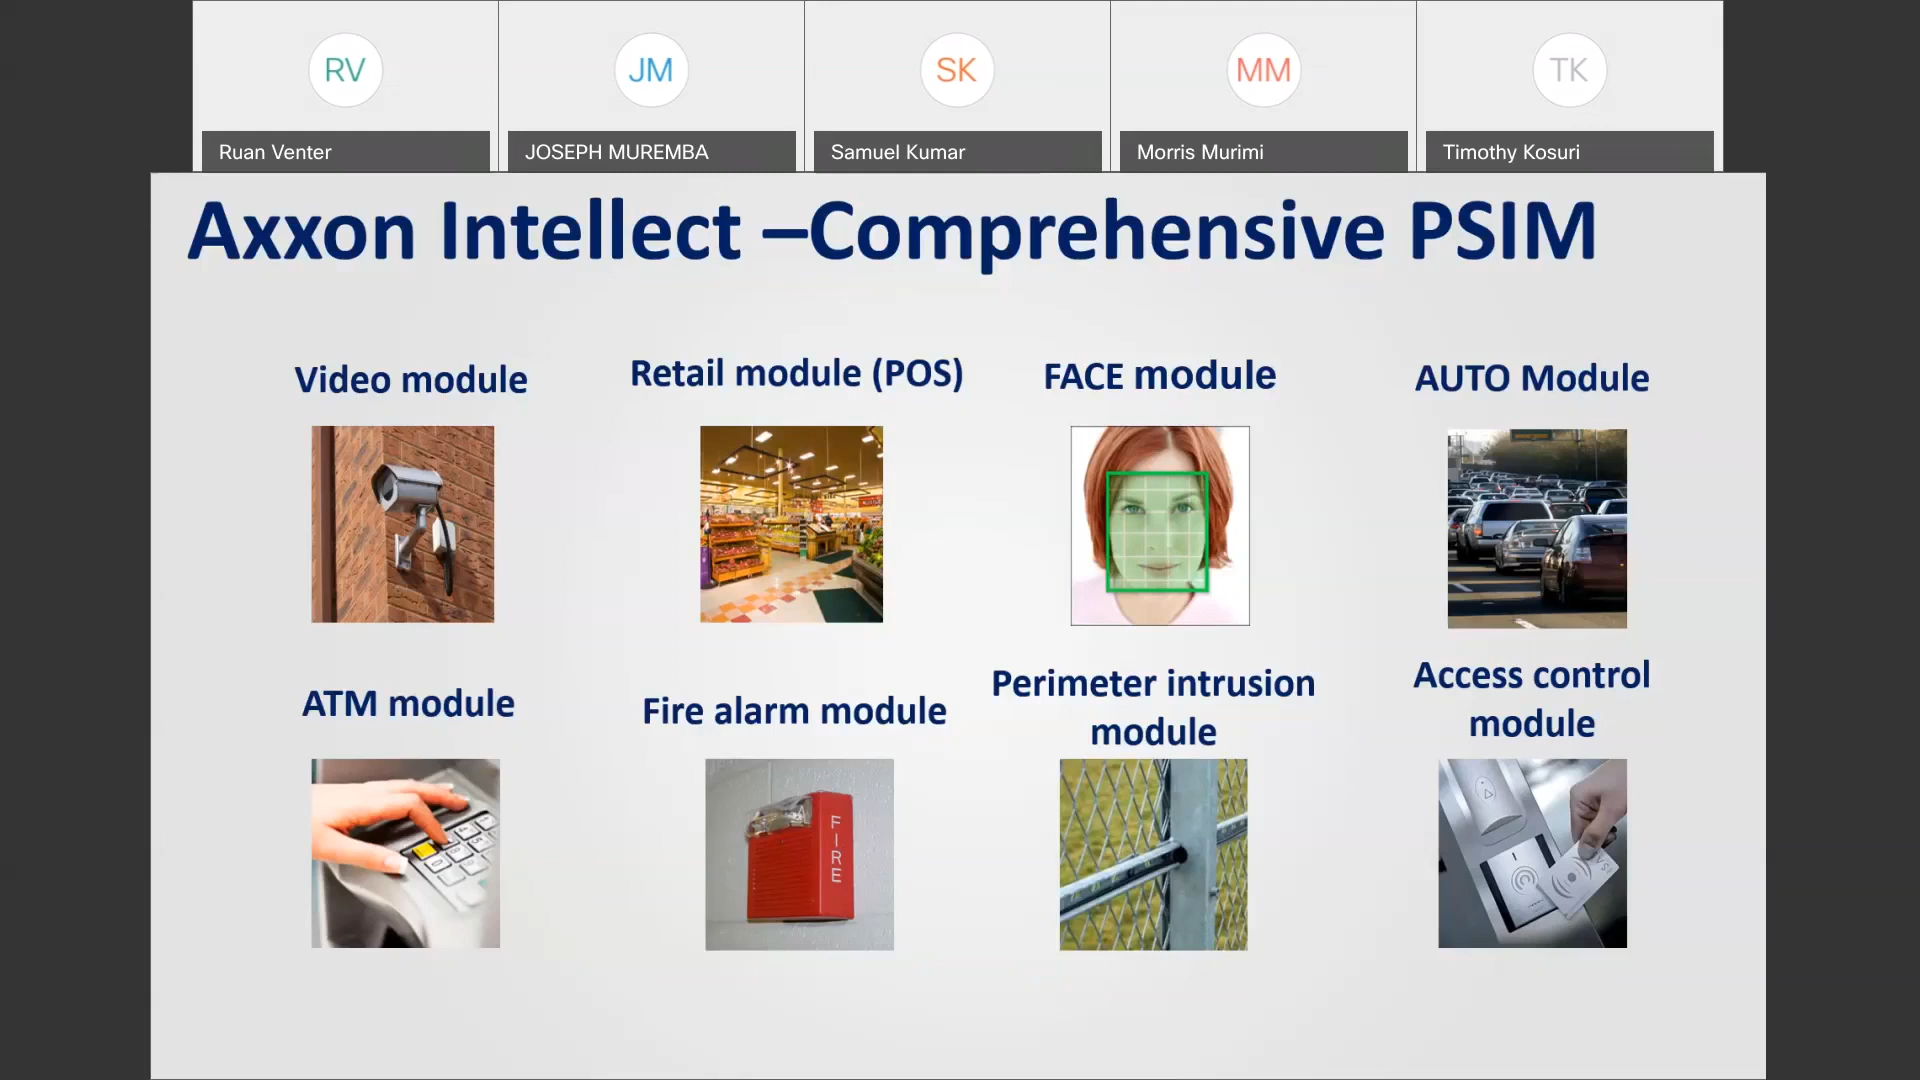 RV
JM
SK
MM
TK
Ruan Venter
JOSEPH MUREMBA
Samuel Kumar
Morris Murimi
Timothy Kosuri
Axxon Intellect –Comprehensive PSIM
Video module
Retail module (POS)
FACE module
AUTO Module
ATM module
Fire alarm module
Perimeter intrusion
module
Access control
module
FIRE